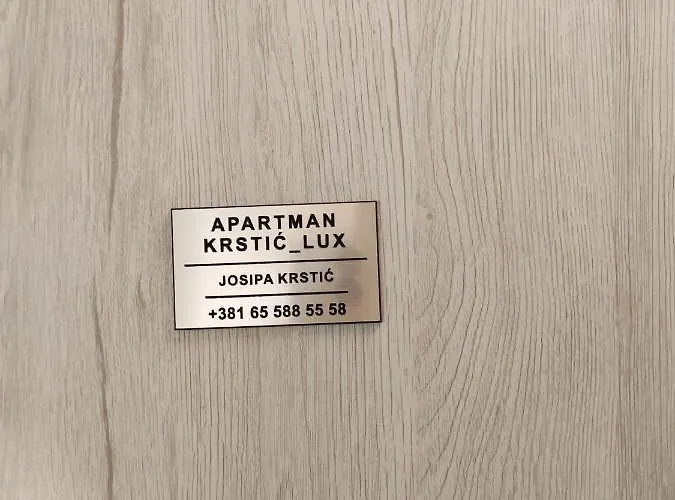 APARTMAN
KRSTIĆ_LUX
JOSIPA KRSTIĆ
+381 65 588 55 58